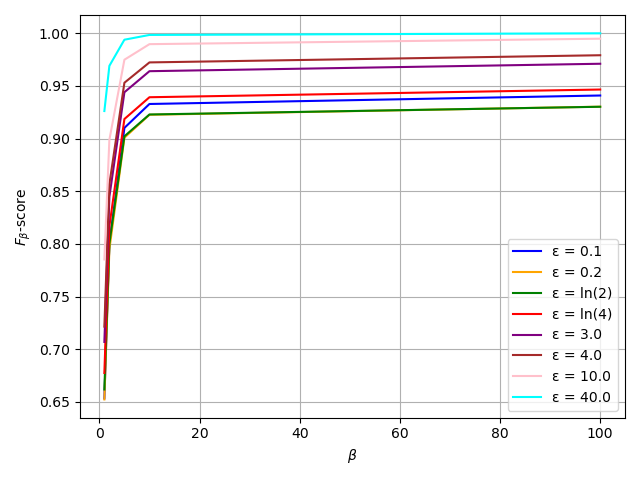 1.00
0.95
0.90
0.85
0.80
0.75
0.70
0.65
Fβ-score
0 20 40 60 80 100
β
ε = 0.1
ε = 0.2
ε = ln(2)
ε = ln(4)
ε = 3.0
ε = 4.0
ε = 10.0
ε = 40.0